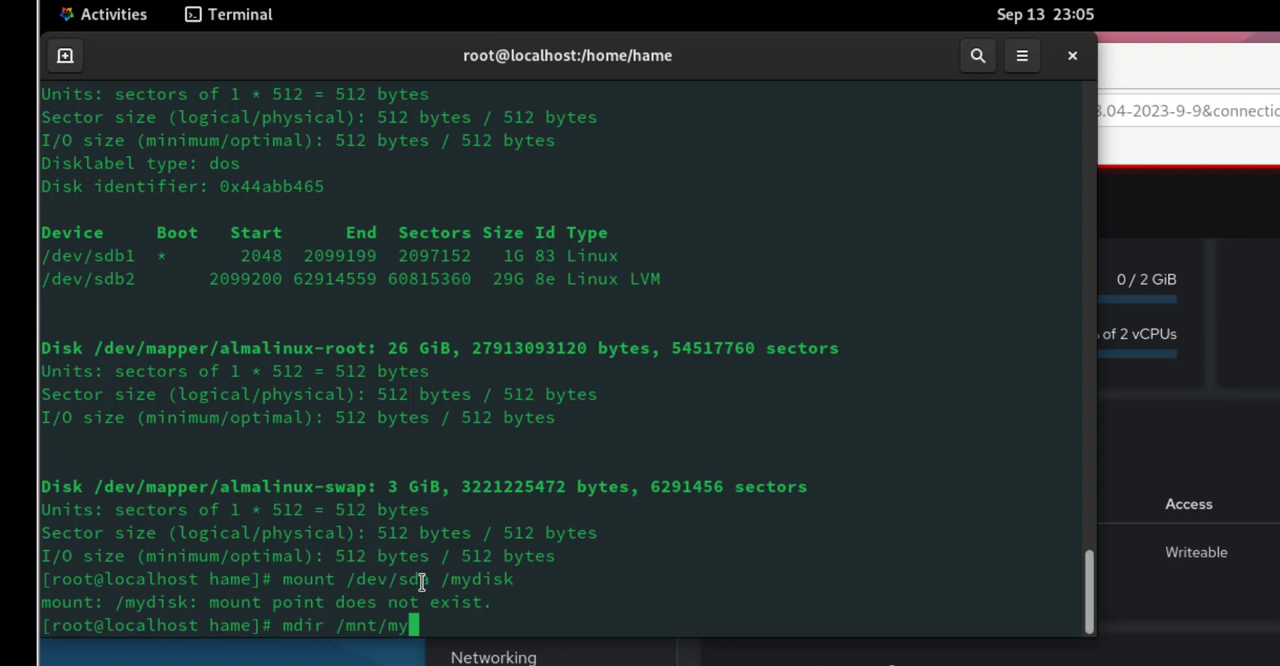 Activities
Terminal
Sep 13 23:05
root@localhost:/home/hame
Units: sectors of 1 * 512 = 512 bytes
Sector size (logical/physical): 512 bytes / 512 bytes
I/O size (minimum/optimal): 512 bytes / 512 bytes
Disklabel type: dos
Disk identifier: 0x44abb465
Device Boot Start End Sectors Size Id Type
/dev/sdb1 * 2048 2099199 2097152 1G 83 Linux
/dev/sdb2 2099200 62914559 60815360 29G 8e Linux LVM
Disk /dev/mapper/almalinux-root: 26 GiB, 27913093120 bytes, 54517760 sectors
Units: sectors of 1 * 512 = 512 bytes
Sector size (logical/physical): 512 bytes / 512 bytes
I/O size (minimum/optimal): 512 bytes / 512 bytes
Disk /dev/mapper/almalinux-swap: 3 GiB, 3221225472 bytes, 6291456 sectors
Units: sectors of 1 * 512 = 512 bytes
Sector size (logical/physical): 512 bytes / 512 bytes
I/O size (minimum/optimal): 512 bytes / 512 bytes
[root@localhost hame]# mount /mydisk
mount: /mydisk: mount point does not exist.
[root@localhost hame]# mdir /mnt/my
8.04-2023-9-9&connectio
0 / 2 GiB
of 2 vCPUs
Access
Writeable
Networking